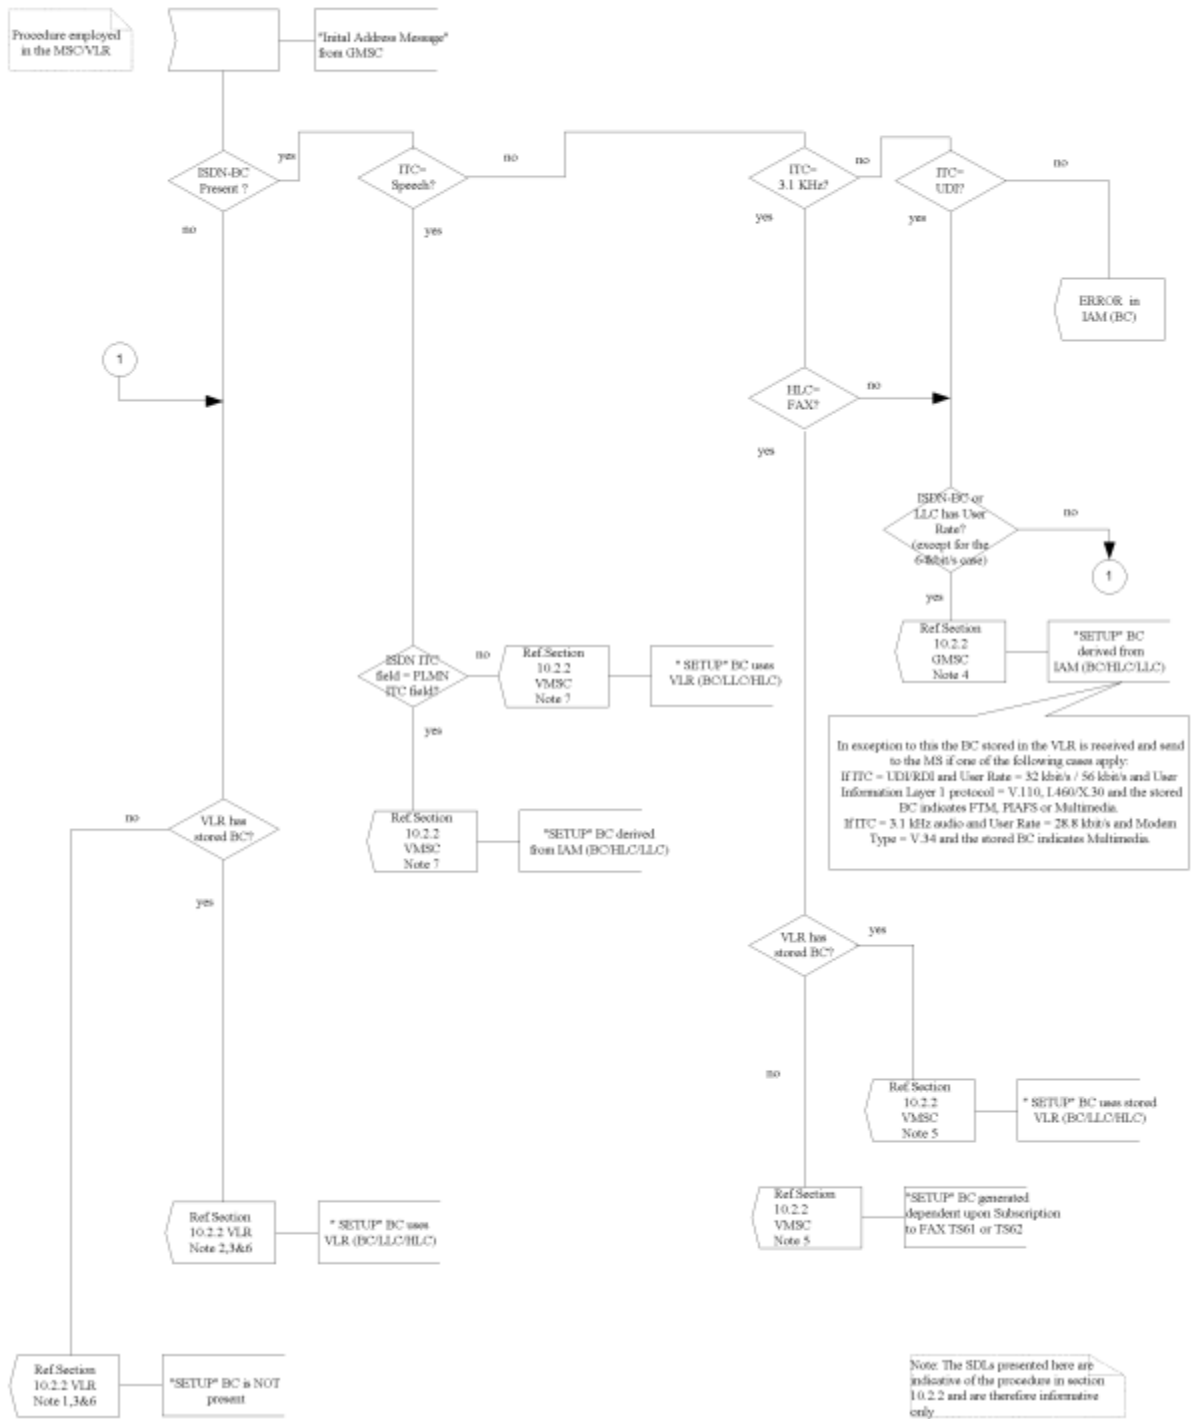 Procedure employed
in the MSC/VLR
"Inital Address Message"
from GMSC
ISDN-BC
Present ?
yes
no
ITC=
Speech?
no
yes
ITC=
3.1 KHz?
no
yes
ITC=
UDI?
no
yes
ERROR in
IAM (BC)
1
HLC=
FAX?
no
yes
ISDN-BC or
LLC has User
Rate?
(except for the
64kbit/s case)
no
1
yes
Ref.Section
10.2.2
GMSC
Note 4
"SETUP" BC
derived from
IAM (BC/HLC/LLC)
ISDN ITC
field = PLMN
ITC field?
no
Ref.Section
10.2.2
VMSC
Note 7
" SETUP" BC uses
VLR (BC/LLC/HLC)
yes
In exception to this the BC stored in the VLR is received and send
to the MS if one of the following cases apply:
If ITC = UDI/RDI and User Rate = 32 kbit/s / 56 kbit/s and User
Information Layer 1 protocol = V.110, I.460/X.30 and the stored
BC indicates FTM, PIAFS or Multimedia.
If ITC = 3.1 kHz audio and User Rate = 28.8 kbit/s and Modem
Type = V.34 and the stored BC indicates Multimedia.
VLR has
stored BC?
no
yes
Ref.Section
10.2.2
VMSC
Note 7
"SETUP" BC derived
from IAM (BC/HLC/LLC)
VLR has
stored BC?
yes
no
Ref.Section
10.2.2
VMSC
Note 5
" SETUP" BC uses stored
VLR (BC/LLC/HLC)
Ref.Section
10.2.2
VMSC
Note 5
"SETUP" BC generated
dependent upon Subscription
to FAX TS61 or TS62
Ref.Section
10.2.2 VLR
Note 2,3&6
" SETUP" BC uses
VLR (BC/LLC/HLC)
Ref.Section
10.2.2 VLR
Note 1,3&6
"SETUP" BC is NOT
present
Note: The SDLs presented here are
indicative of the procedure in section
10.2.2 and are therefore informative
only